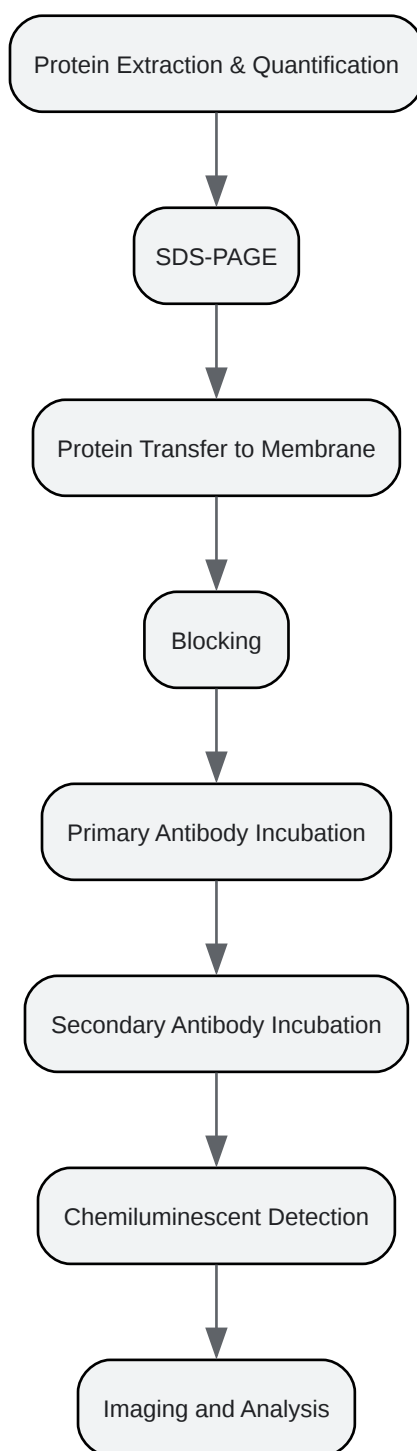 Protein Extraction & Quantification
SDS-PAGE
Protein Transfer to Membrane
Blocking
Primary Antibody Incubation
Secondary Antibody Incubation
Chemiluminescent Detection
Imaging and Analysis